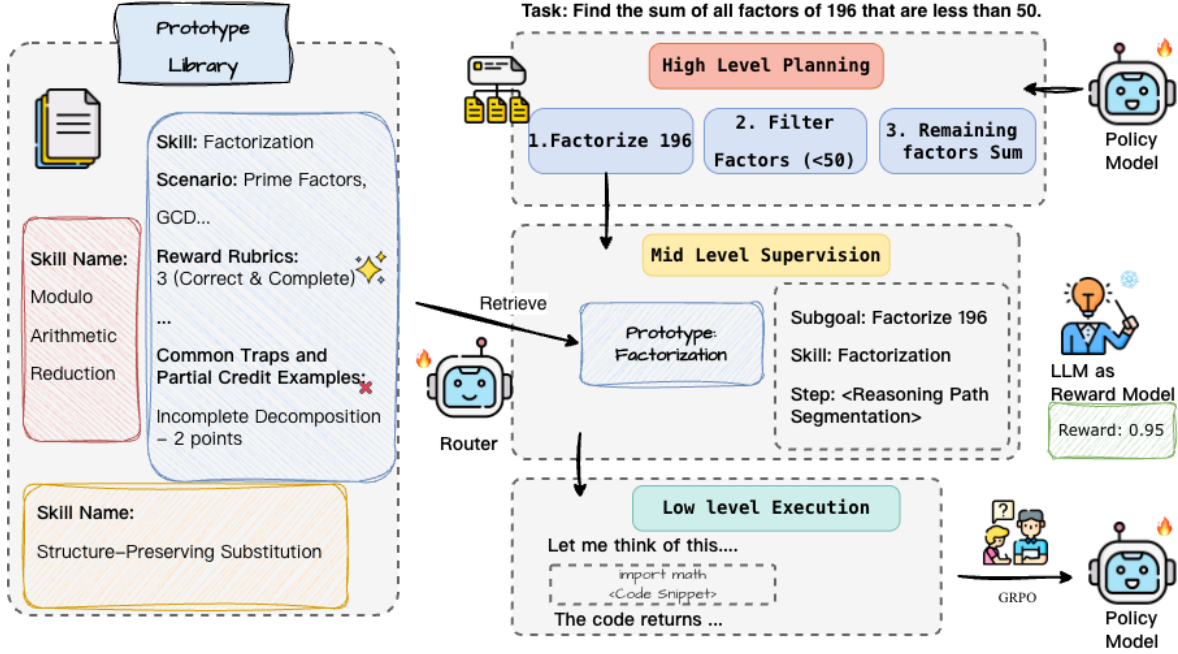 Task: Find the sum of all factors of 196 that are less than 50.
Prototype
Library
Skill: Factorization
Scenario: Prime Factors,
GCD...
Reward Rubrics:
3 (Correct & Complete)
...
Common Traps and
Partial Credit Examples:
Incomplete Decomposition
– 2 points
Skill Name:
Modulo
Arithmetic
Reduction
Skill Name:
Structure–Preserving Substitution
High Level Planning
1.Factorize 196
2. Filter
Factors (<50)
3. Remaining
factors Sum
Policy
Model
Mid Level Supervision
Retrieve
Router
Prototype:
Factorization
Subgoal: Factorize 196
Skill: Factorization
Step: <Reasoning Path
Segmentation>
LLM as
Reward Model
Reward: 0.95
Low level Execution
Let me think of this....
import math
<Code Snippet>
The code returns ...
?
GRPO
Policy
Model